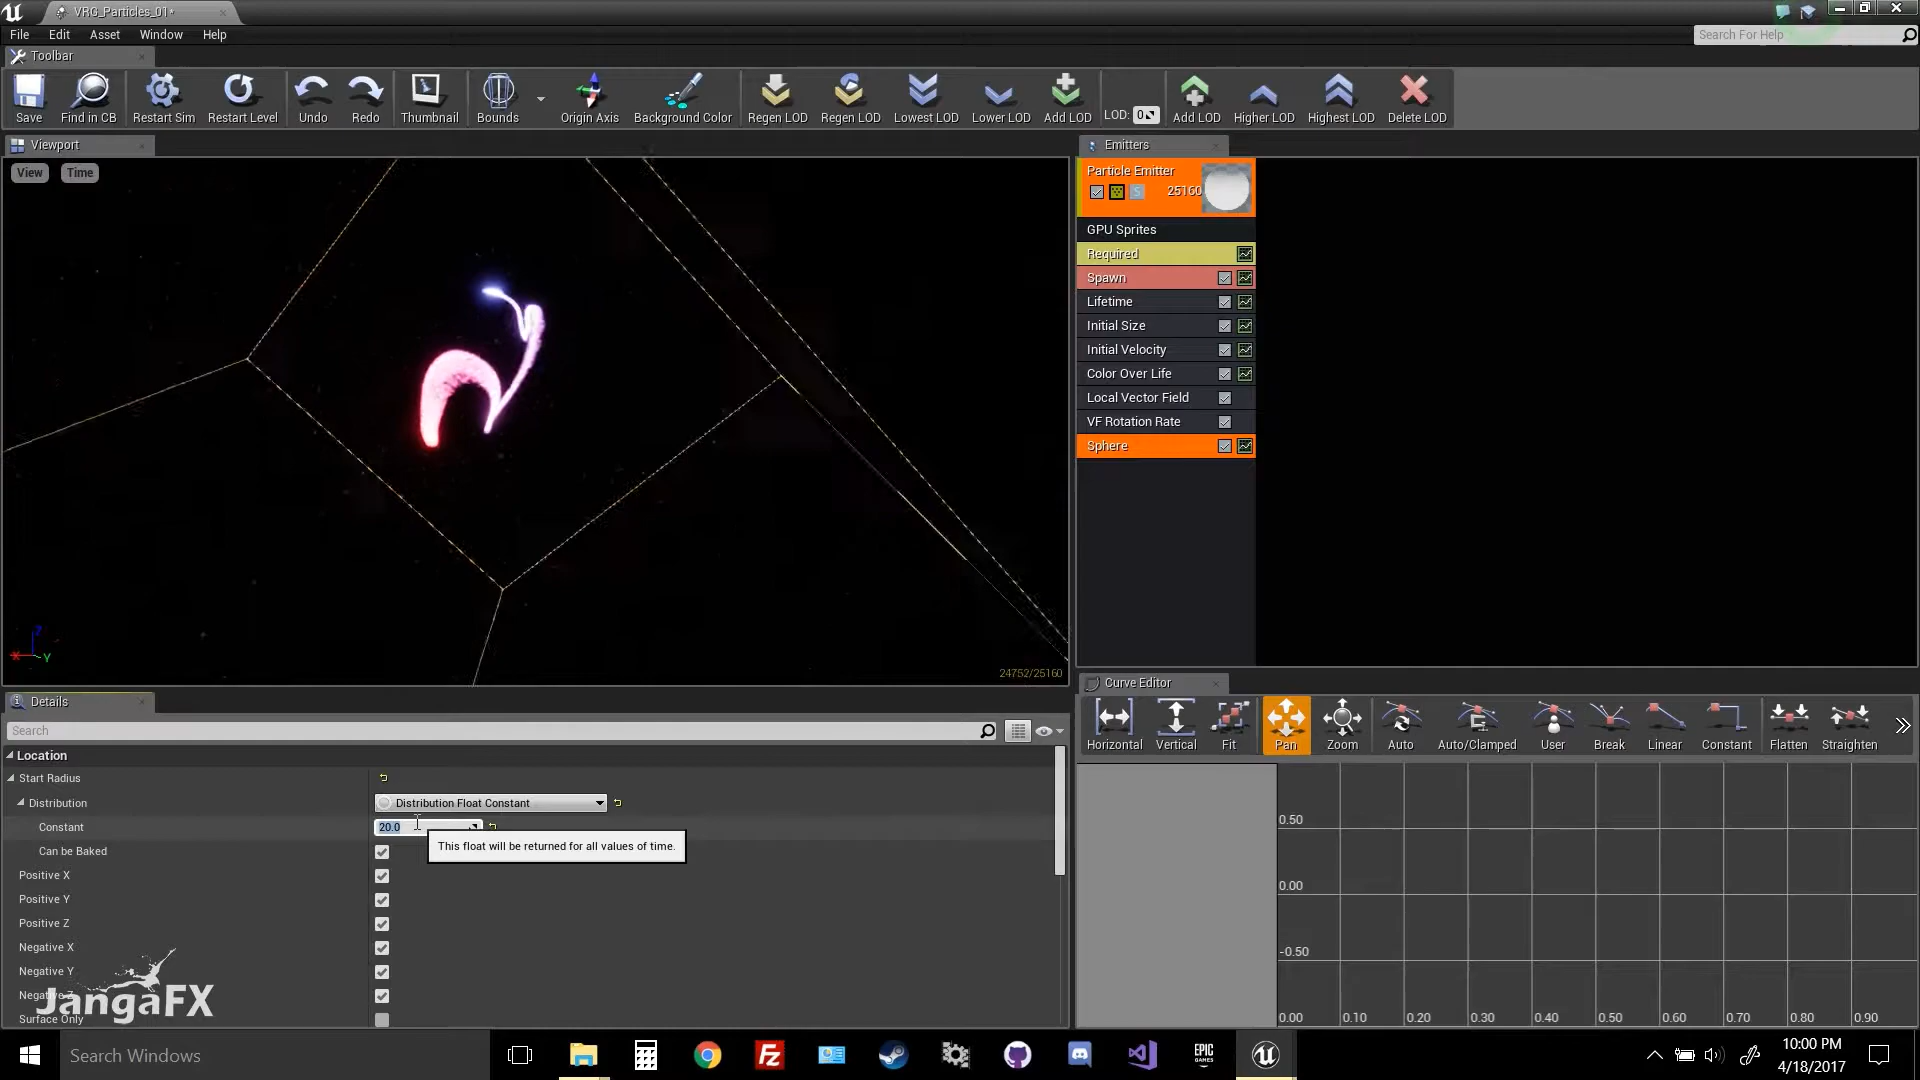 VRG_Particles_01*
File Edit Asset Window Help
Search For Help
Toolbar
Save Find in CB Restart Sim Restart Level Undo Redo Thumbnail Bounds Origin Axis Background Color Regen LOD Regen LOD Lowest LOD Lower LOD Add LOD LOD: 0 Add LOD Higher LOD Highest LOD Delete LOD
Viewport
View Time
X Z Y
24752/25160
Emitters
Particle Emitter
S 25160
GPU Sprites
Required
Spawn
Lifetime
Initial Size
Initial Velocity
Color Over Life
Local Vector Field
VF Rotation Rate
Sphere
Details
Search
Location
Start Radius
Distribution Distribution Float Constant
Constant 20.0
This float will be returned for all values of time.
Can be Baked
Positive X
Positive Y
Positive Z
Negative X
Negative Y
Negative Z
Surface Only
JangaFX
Curve Editor
Horizontal Vertical Fit Pan Zoom Auto Auto/Clamped User Break Linear Constant Flatten Straighten
0.50
0.00
-0.50
0.00 0.10 0.20 0.30 0.40 0.50 0.60 0.70 0.80 0.90
Search Windows
EPIC
GAMES
10:00 PM
4/18/2017